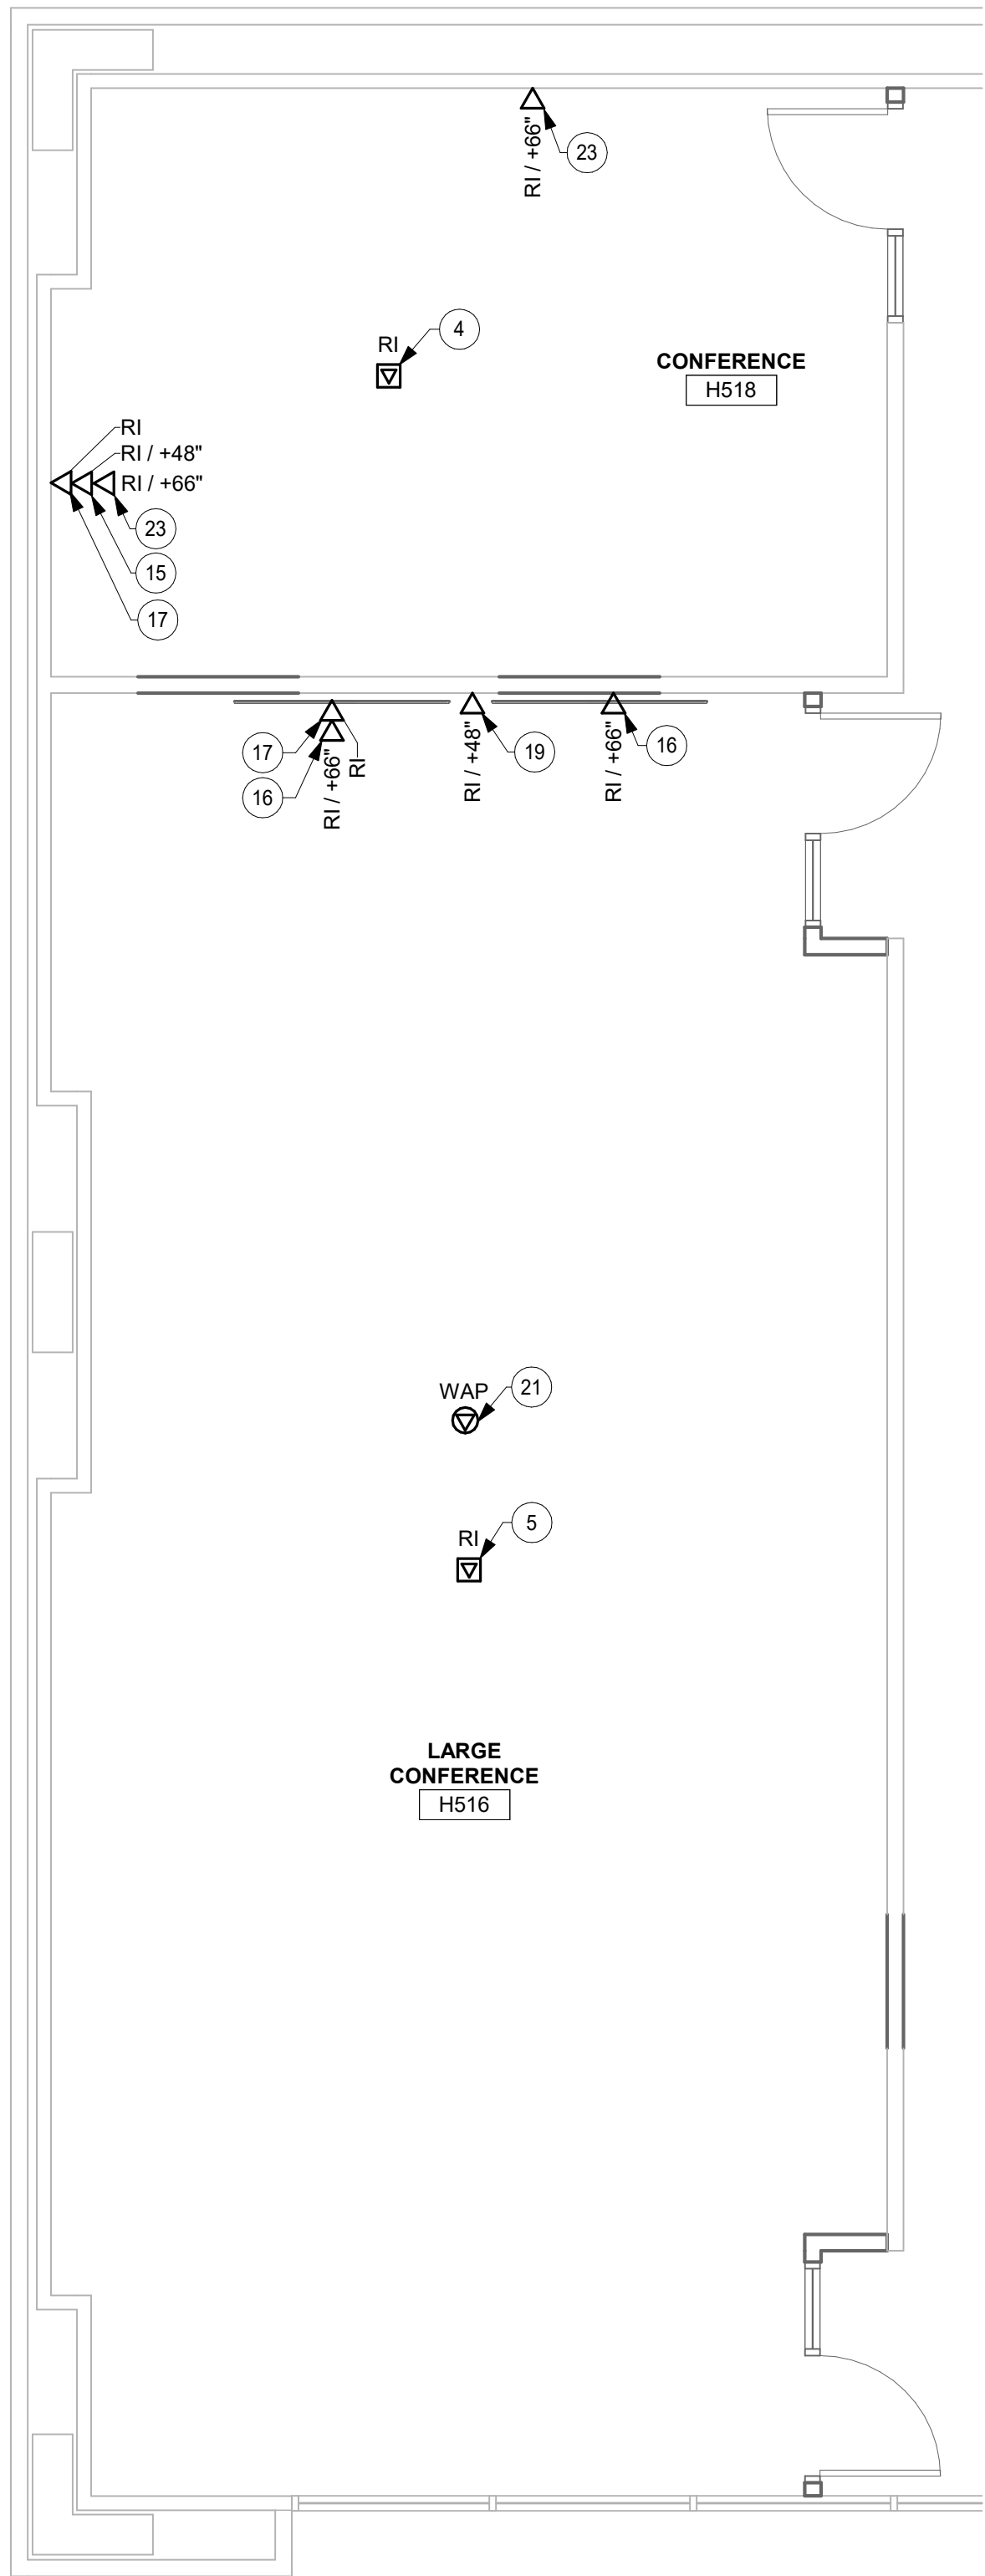 RI / +66"
23
4
RI
CONFERENCE
H518
RI
RI / +48"
RI / +66"
23
15
17
17
16
RI / +66"
RI
RI / +48"
19
RI / +66"
16
WAP
21
5
RI
LARGE
CONFERENCE
H516